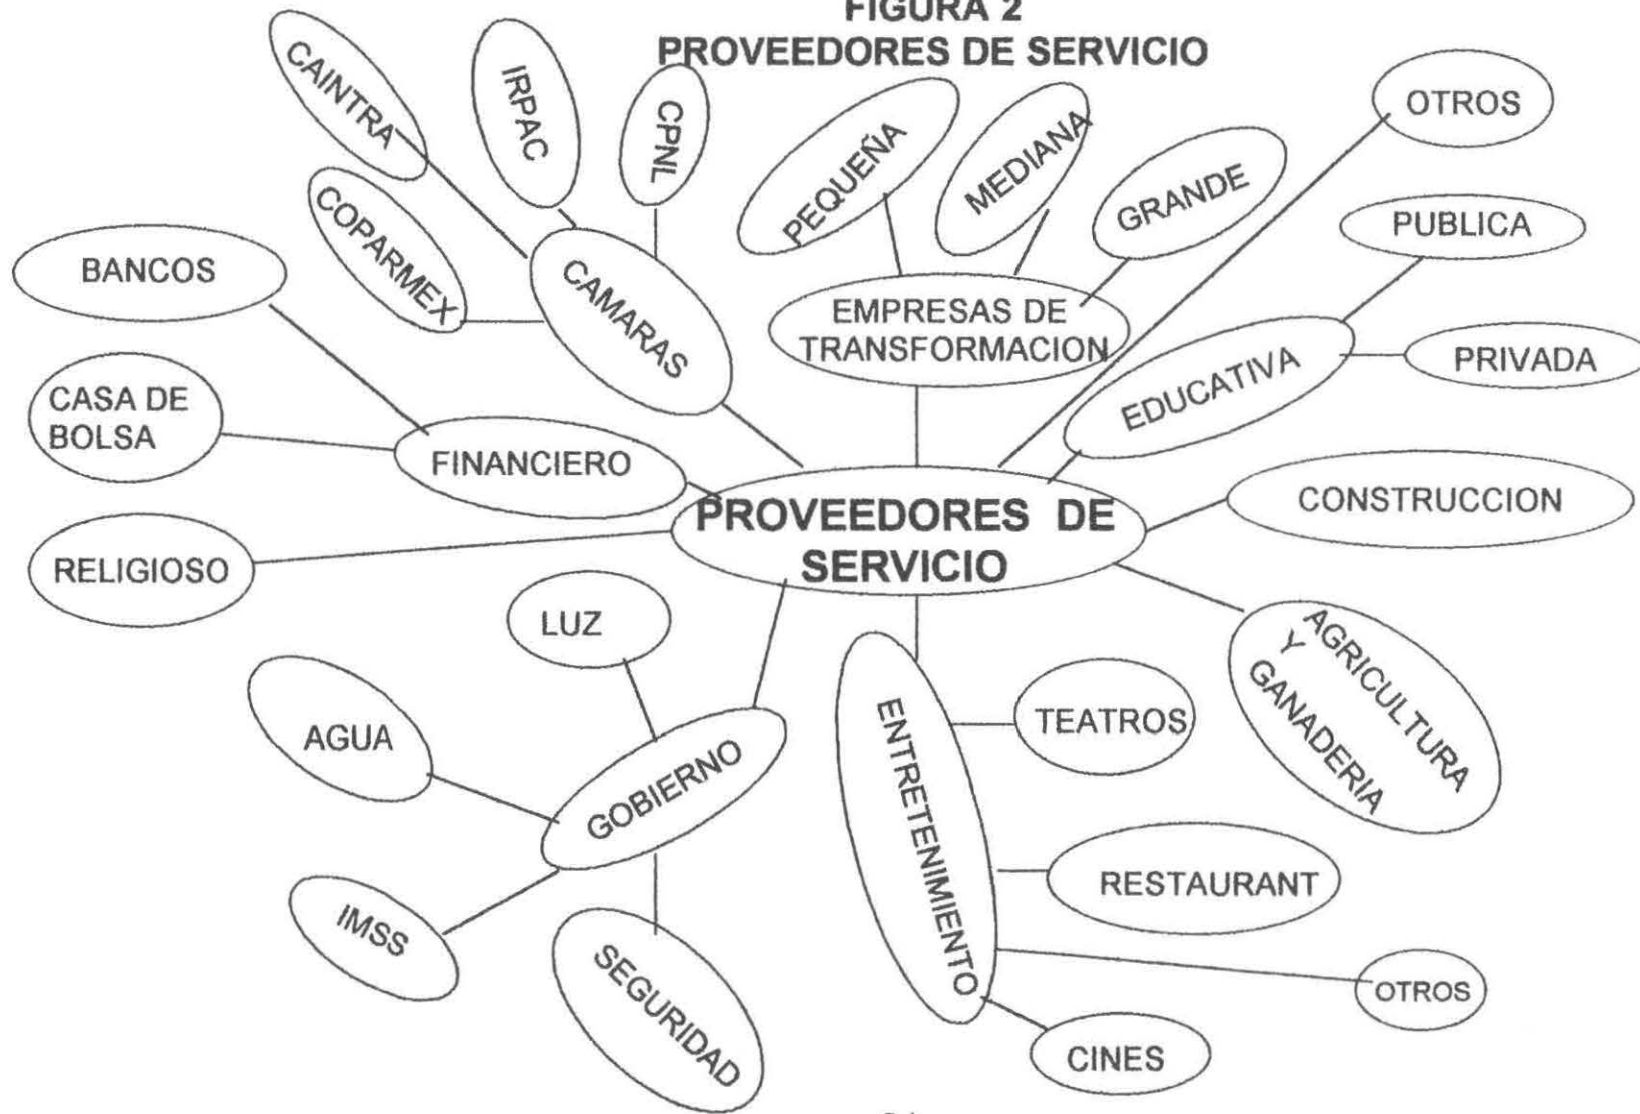 FIGURA 2
PROVEEDORES DE SERVICIO
CAINTRA
IRPAC
CPNL
COPARMEX
CAMARAS
PEQUEÑA
MEDIANA
GRANDE
EMPRESAS DE
TRANSFORMACION
OTROS
PUBLICA
PRIVADA
EDUCATIVA
BANCOS
CASA DE
BOLSA
FINANCIERO
RELIGIOSO
PROVEEDORES DE
SERVICIO
CONSTRUCCION
AGRICULTURA
Y
GANADERIA
LUZ
AGUA
GOBIERNO
IMSS
SEGURIDAD
ENTRETENIMIENTO
TEATROS
RESTAURANT
OTROS
CINES